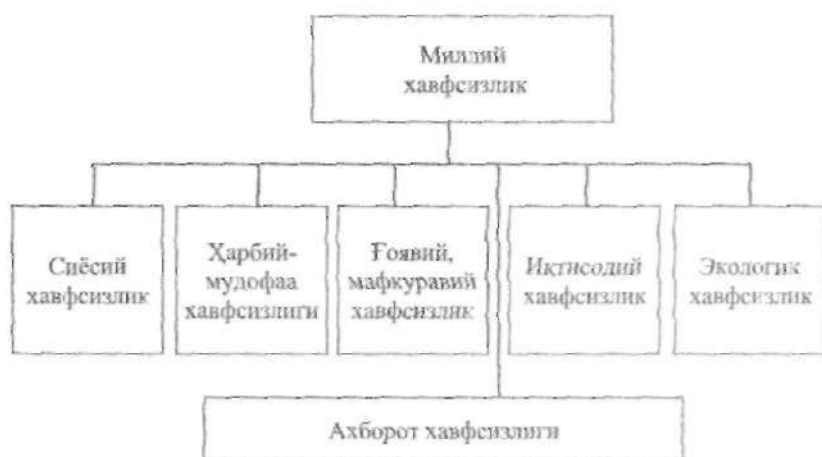 Миллий
хавфсизлик
Сиёсий
хавфсизлик
Ҳарбий-
мудофаа
хавфсизлиги
Ғоявий,
мафкуравий
хавфсизлик
Иқтисодий
хавфсизлик
Экологик
хавфсизлик
Ахборот хавфсизлиги